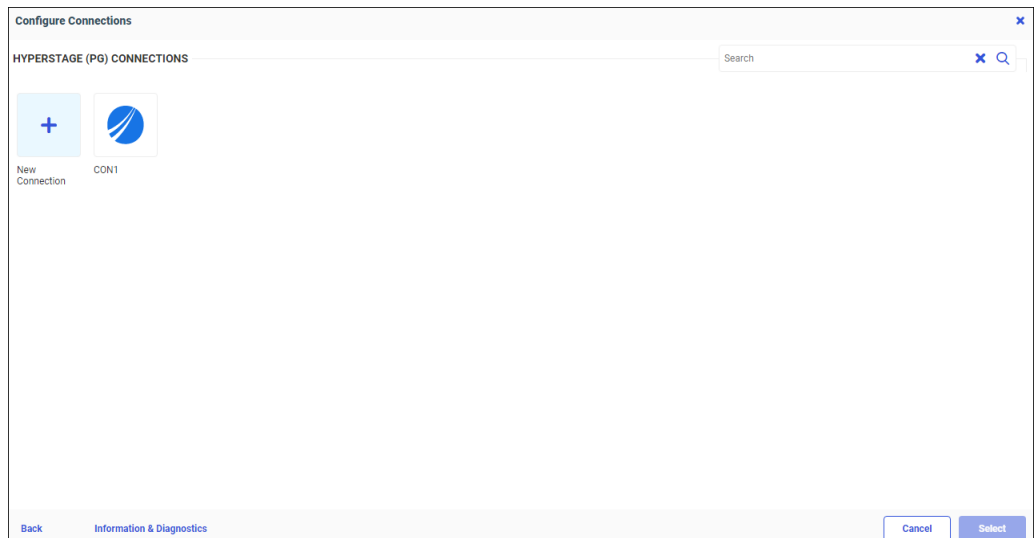 Configure Connections
HYPERSTAGE (PG) CONNECTIONS
Search
New
Connection
CON1
Back
Information & Diagnostics
Cancel
Select